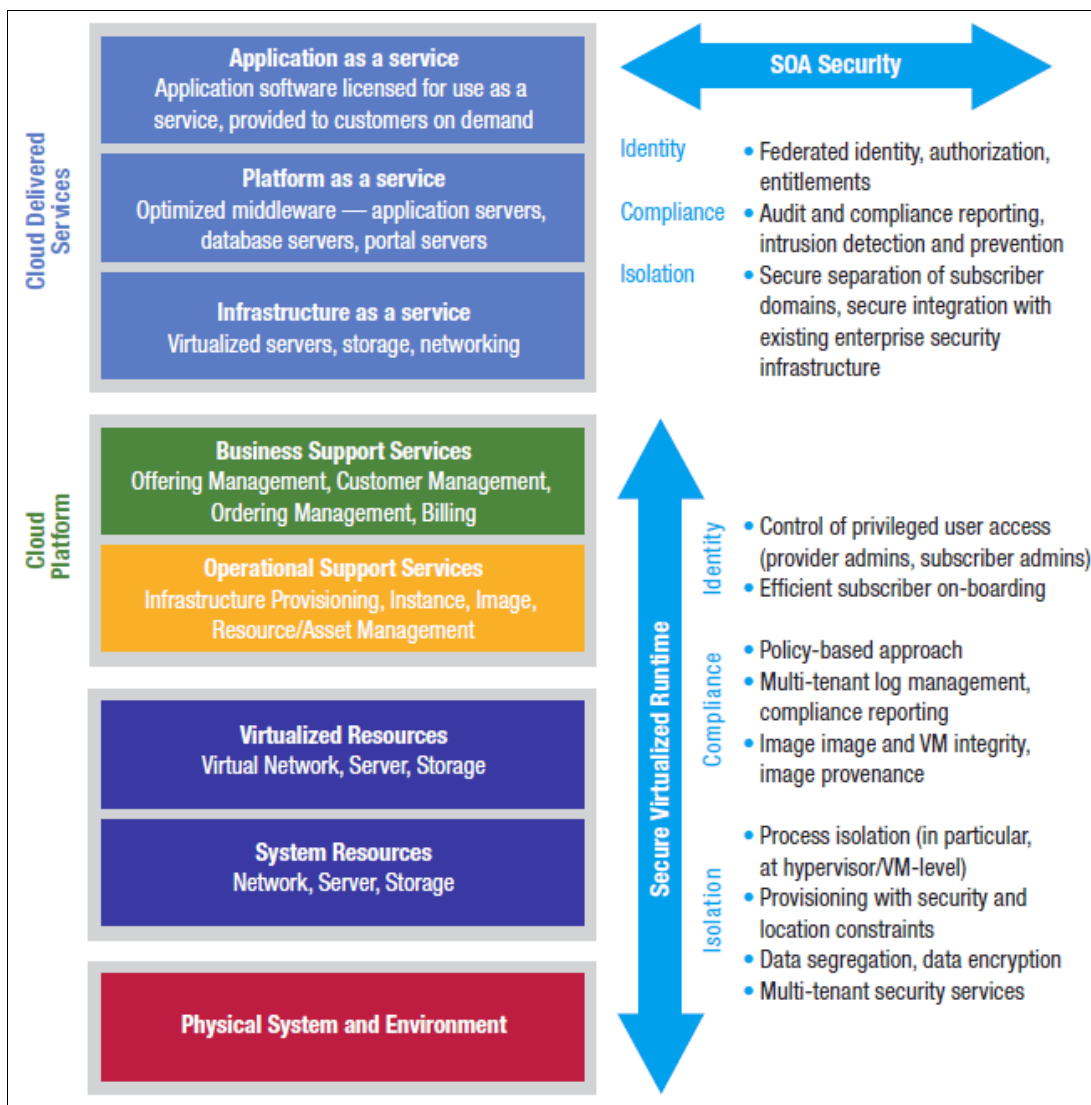 Cloud Delivered
Services
Application as a service
Application software licensed for use as a
service, provided to customers on demand
Platform as a service
Optimized middleware — application servers,
database servers, portal servers
Infrastructure as a service
Virtualized servers, storage, networking
SOA Security
Identity
• Federated identity, authorization,
entitlements
Compliance
• Audit and compliance reporting,
intrusion detection and prevention
Isolation
• Secure separation of subscriber
domains, secure integration with
existing enterprise security
infrastructure
Cloud
Platform
Business Support Services
Offering Management, Customer Management,
Ordering Management, Billing
Operational Support Services
Infrastructure Provisioning, Instance, Image,
Resource/Asset Management
Virtualized Resources
Virtual Network, Server, Storage
System Resources
Network, Server, Storage
Physical System and Environment
Secure Virtualized Runtime
Identity
• Control of privileged user access
(provider admins, subscriber admins)
• Efficient subscriber on-boarding
Compliance
• Policy-based approach
• Multi-tenant log management,
compliance reporting
• Image image and VM integrity,
image provenance
Isolation
• Process isolation (in particular,
at hypervisor/VM-level)
• Provisioning with security and
location constraints
• Data segregation, data encryption
• Multi-tenant security services